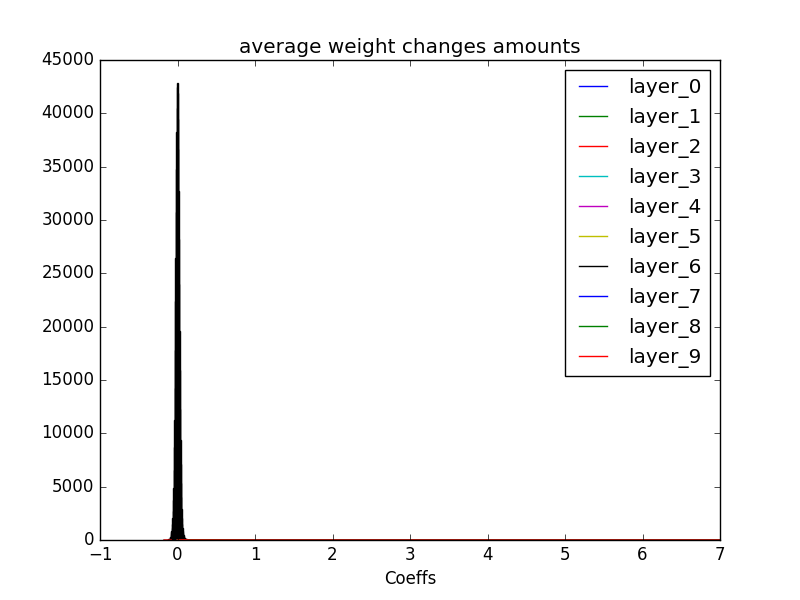 average weight changes amounts
45000
40000
35000
30000
25000
20000
15000
10000
5000
0
layer_0
layer_1
layer_2
layer_3
layer_4
layer_5
layer_6
layer_7
layer_8
layer_9
−1 0 1 2 3 4 5 6 7
Coeffs